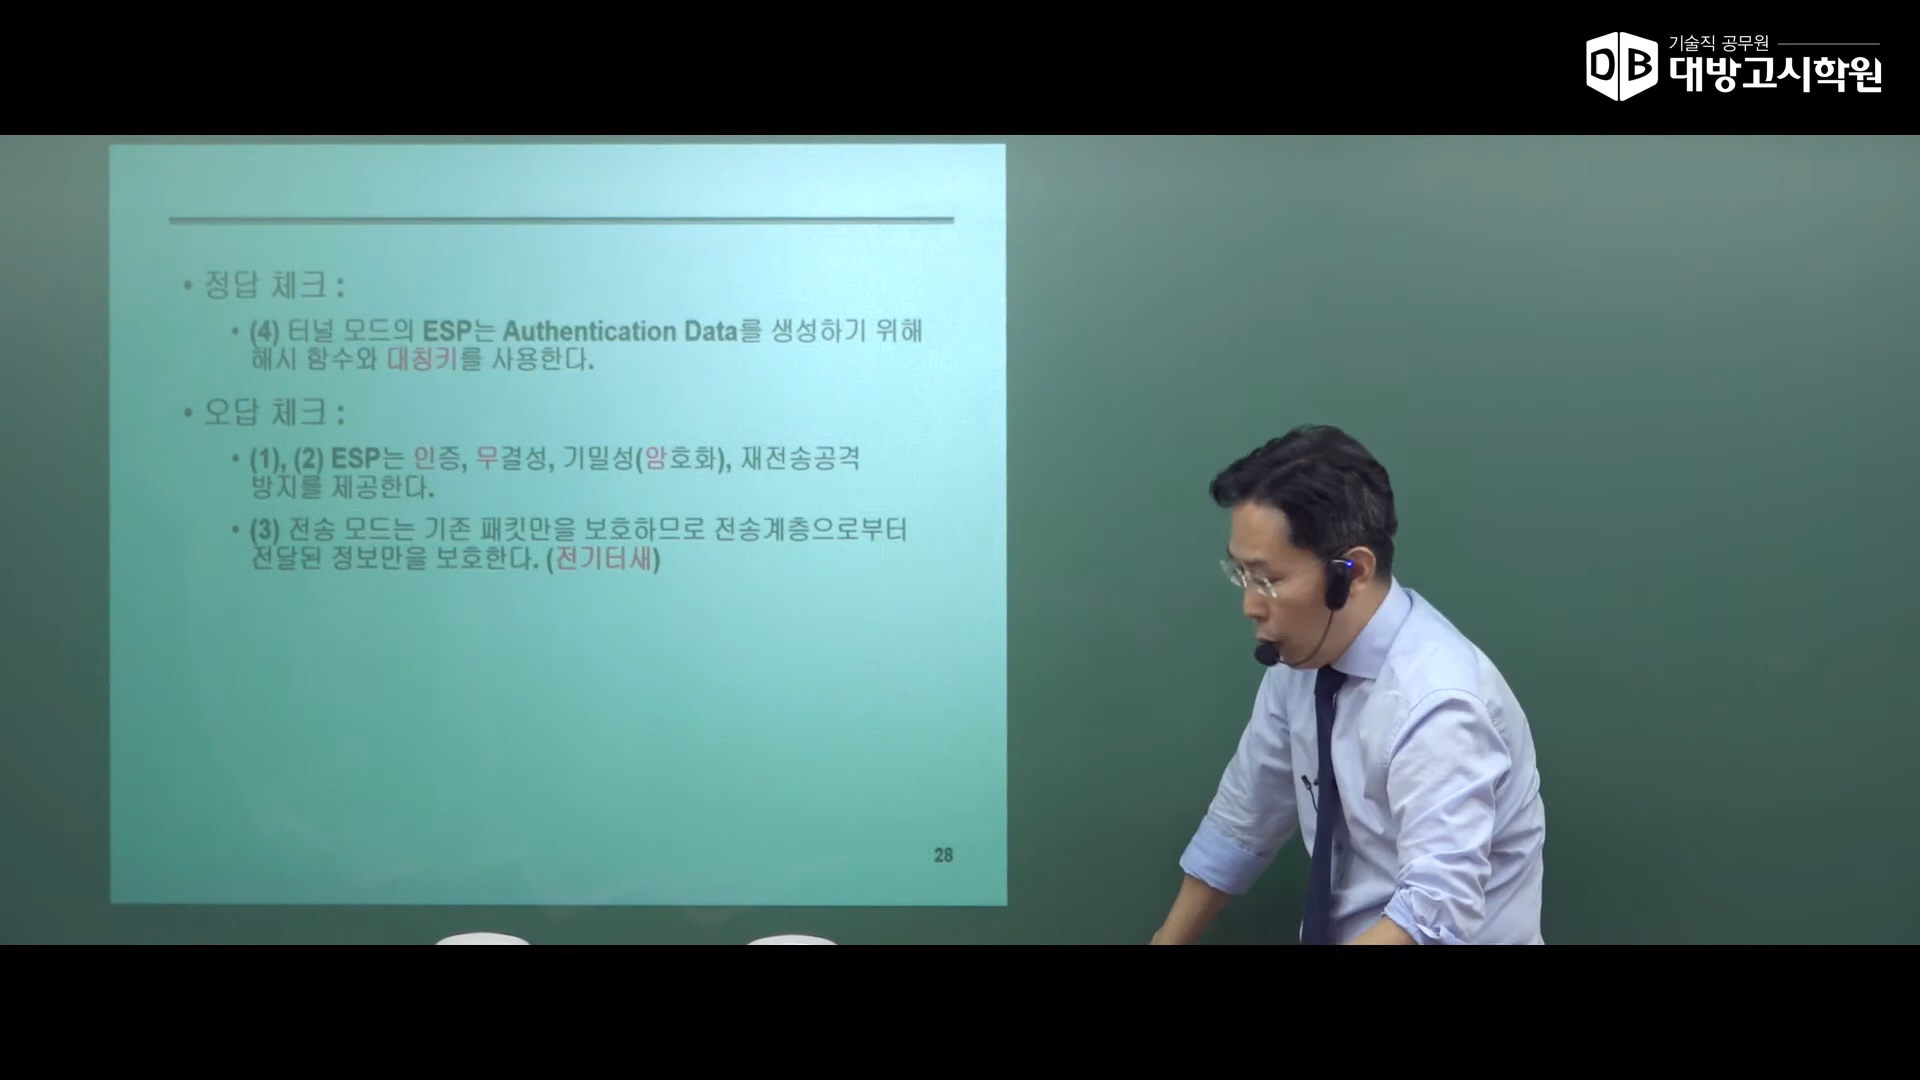 기술직 공무원
DB 대방고시학원
• 정답 체크 :
• (4) 터널 모드의 ESP는 Authentication Data를 생성하기 위해
해시 함수와 대칭키를 사용한다.
• 오답 체크 :
• (1), (2) ESP는 인증, 무결성, 기밀성(암호화), 재전송공격
방지를 제공한다.
• (3) 전송 모드는 기존 패킷만을 보호하므로 전송계층으로부터
전달된 정보만을 보호한다. (전기터새)
28